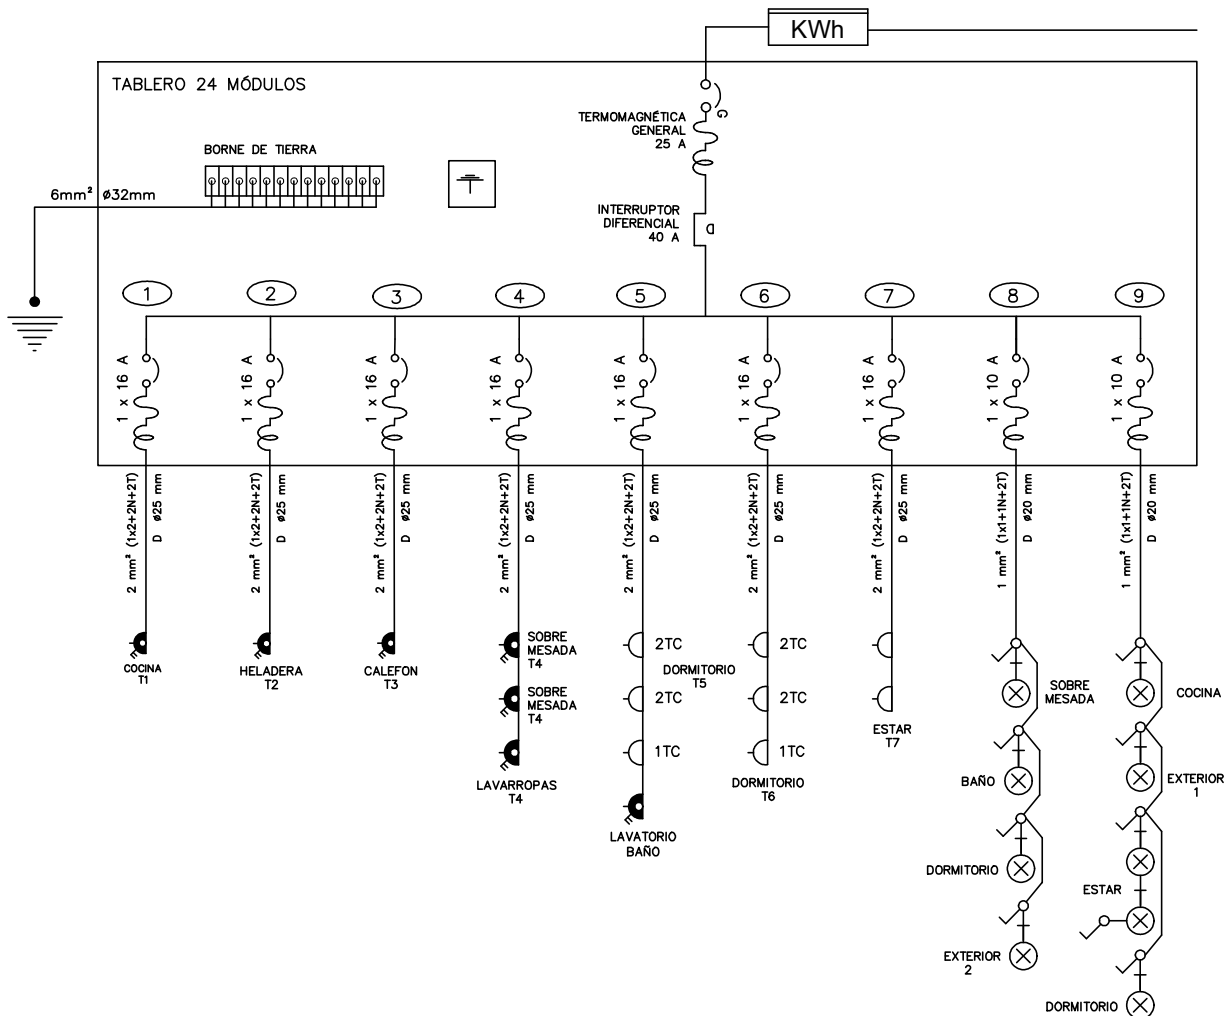 KWh
TABLERO 24 MÓDULOS
TERMOMAGNÉTICA
GENERAL
25 A
G
BORNE DE TIERRA
6mm² ø32mm
INTERRUPTOR
DIFERENCIAL
40 A
D
1 2 3 4 5 6 7 8 9
1 x 16 A
1 x 16 A
1 x 16 A
1 x 16 A
1 x 16 A
1 x 16 A
1 x 16 A
1 x 10 A
1 x 10 A
2 mm² (1x2+2N+2T)
D ø25 mm
2 mm² (1x2+2N+2T)
D ø25 mm
2 mm² (1x2+2N+2T)
D ø25 mm
2 mm² (1x2+2N+2T)
D ø25 mm
2 mm² (1x2+2N+2T)
D ø25 mm
2 mm² (1x2+2N+2T)
D ø25 mm
2 mm² (1x2+2N+2T)
D ø25 mm
1 mm² (1x1+1N+2T)
D ø20 mm
1 mm² (1x1+1N+2T)
D ø20 mm
COCINA
T1
HELADERA
T2
CALEFON
T3
SOBRE
MESADA
T4
SOBRE
MESADA
T4
LAVARROPAS
T4
2TC
DORMITORIO
T5
2TC
1TC
LAVATORIO
BAÑO
2TC
2TC
1TC
DORMITORIO
T6
ESTAR
T7
SOBRE
MESADA
BAÑO
DORMITORIO
EXTERIOR
2
COCINA
EXTERIOR
1
ESTAR
DORMITORIO